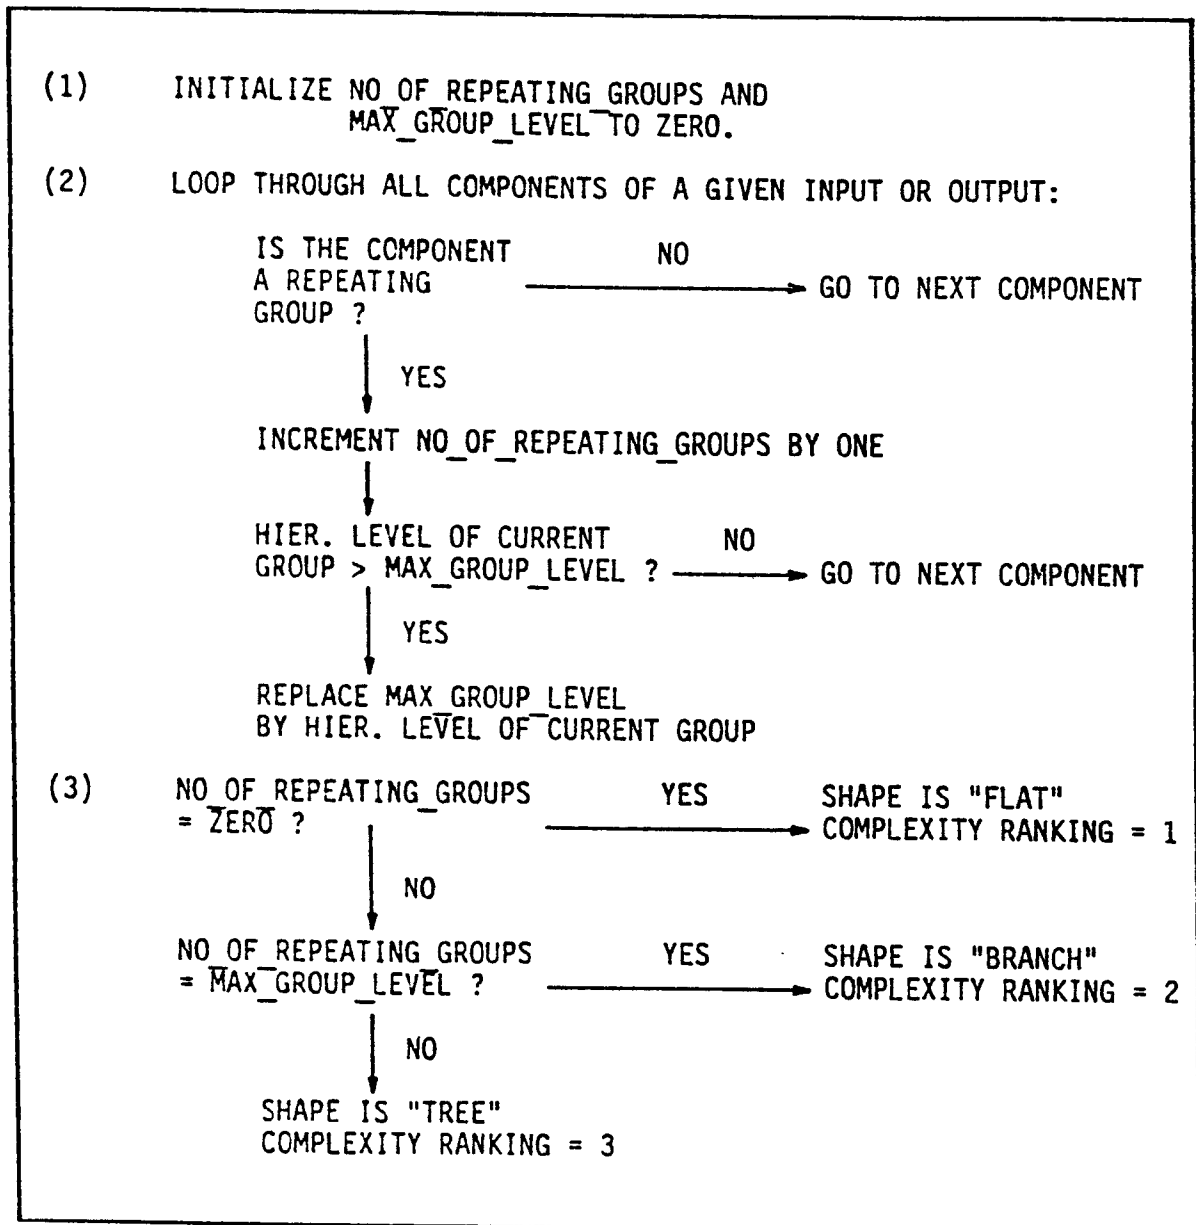 (1) INITIALIZE NO_OF_REPEATING_GROUPS AND
MAX_GROUP_LEVEL TO ZERO.
(2) LOOP THROUGH ALL COMPONENTS OF A GIVEN INPUT OR OUTPUT:
IS THE COMPONENT NO
A REPEATING GO TO NEXT COMPONENT
GROUP ?
YES
INCREMENT NO_OF_REPEATING_GROUPS BY ONE
HIER. LEVEL OF CURRENT NO
GROUP > MAX_GROUP_LEVEL ? GO TO NEXT COMPONENT
YES
REPLACE MAX_GROUP_LEVEL
BY HIER. LEVEL OF CURRENT GROUP
(3) NO_OF_REPEATING_GROUPS YES SHAPE IS "FLAT"
= ZERO ? COMPLEXITY RANKING = 1
NO
NO_OF_REPEATING_GROUPS YES SHAPE IS "BRANCH"
= MAX_GROUP_LEVEL ? COMPLEXITY RANKING = 2
NO
SHAPE IS "TREE"
COMPLEXITY RANKING = 3